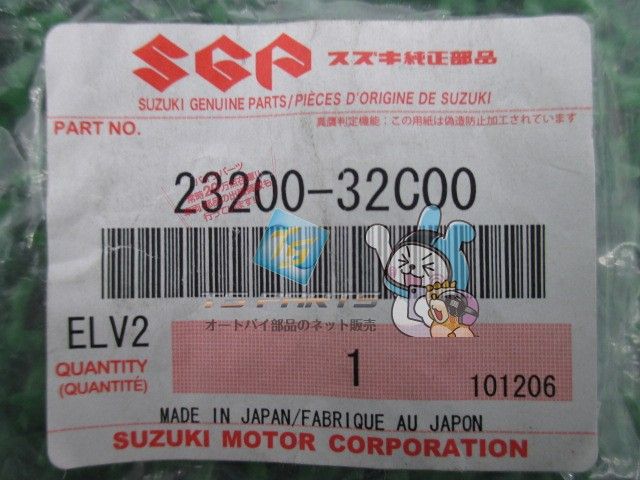 SGP スズキ純正部品
SUZUKI GENUINE PARTS/PIÈCES D'ORIGINE DE SUZUKI
PART NO.
真贋判定機能：この用紙は偽造防止加工されています
23200-32C00
TS PARTS
オートバイ部品のネット販売
ELV2
QUANTITY
(QUANTITÉ)
1
101206
MADE IN JAPAN/FABRIQUE AU JAPON
SUZUKI MOTOR CORPORATION